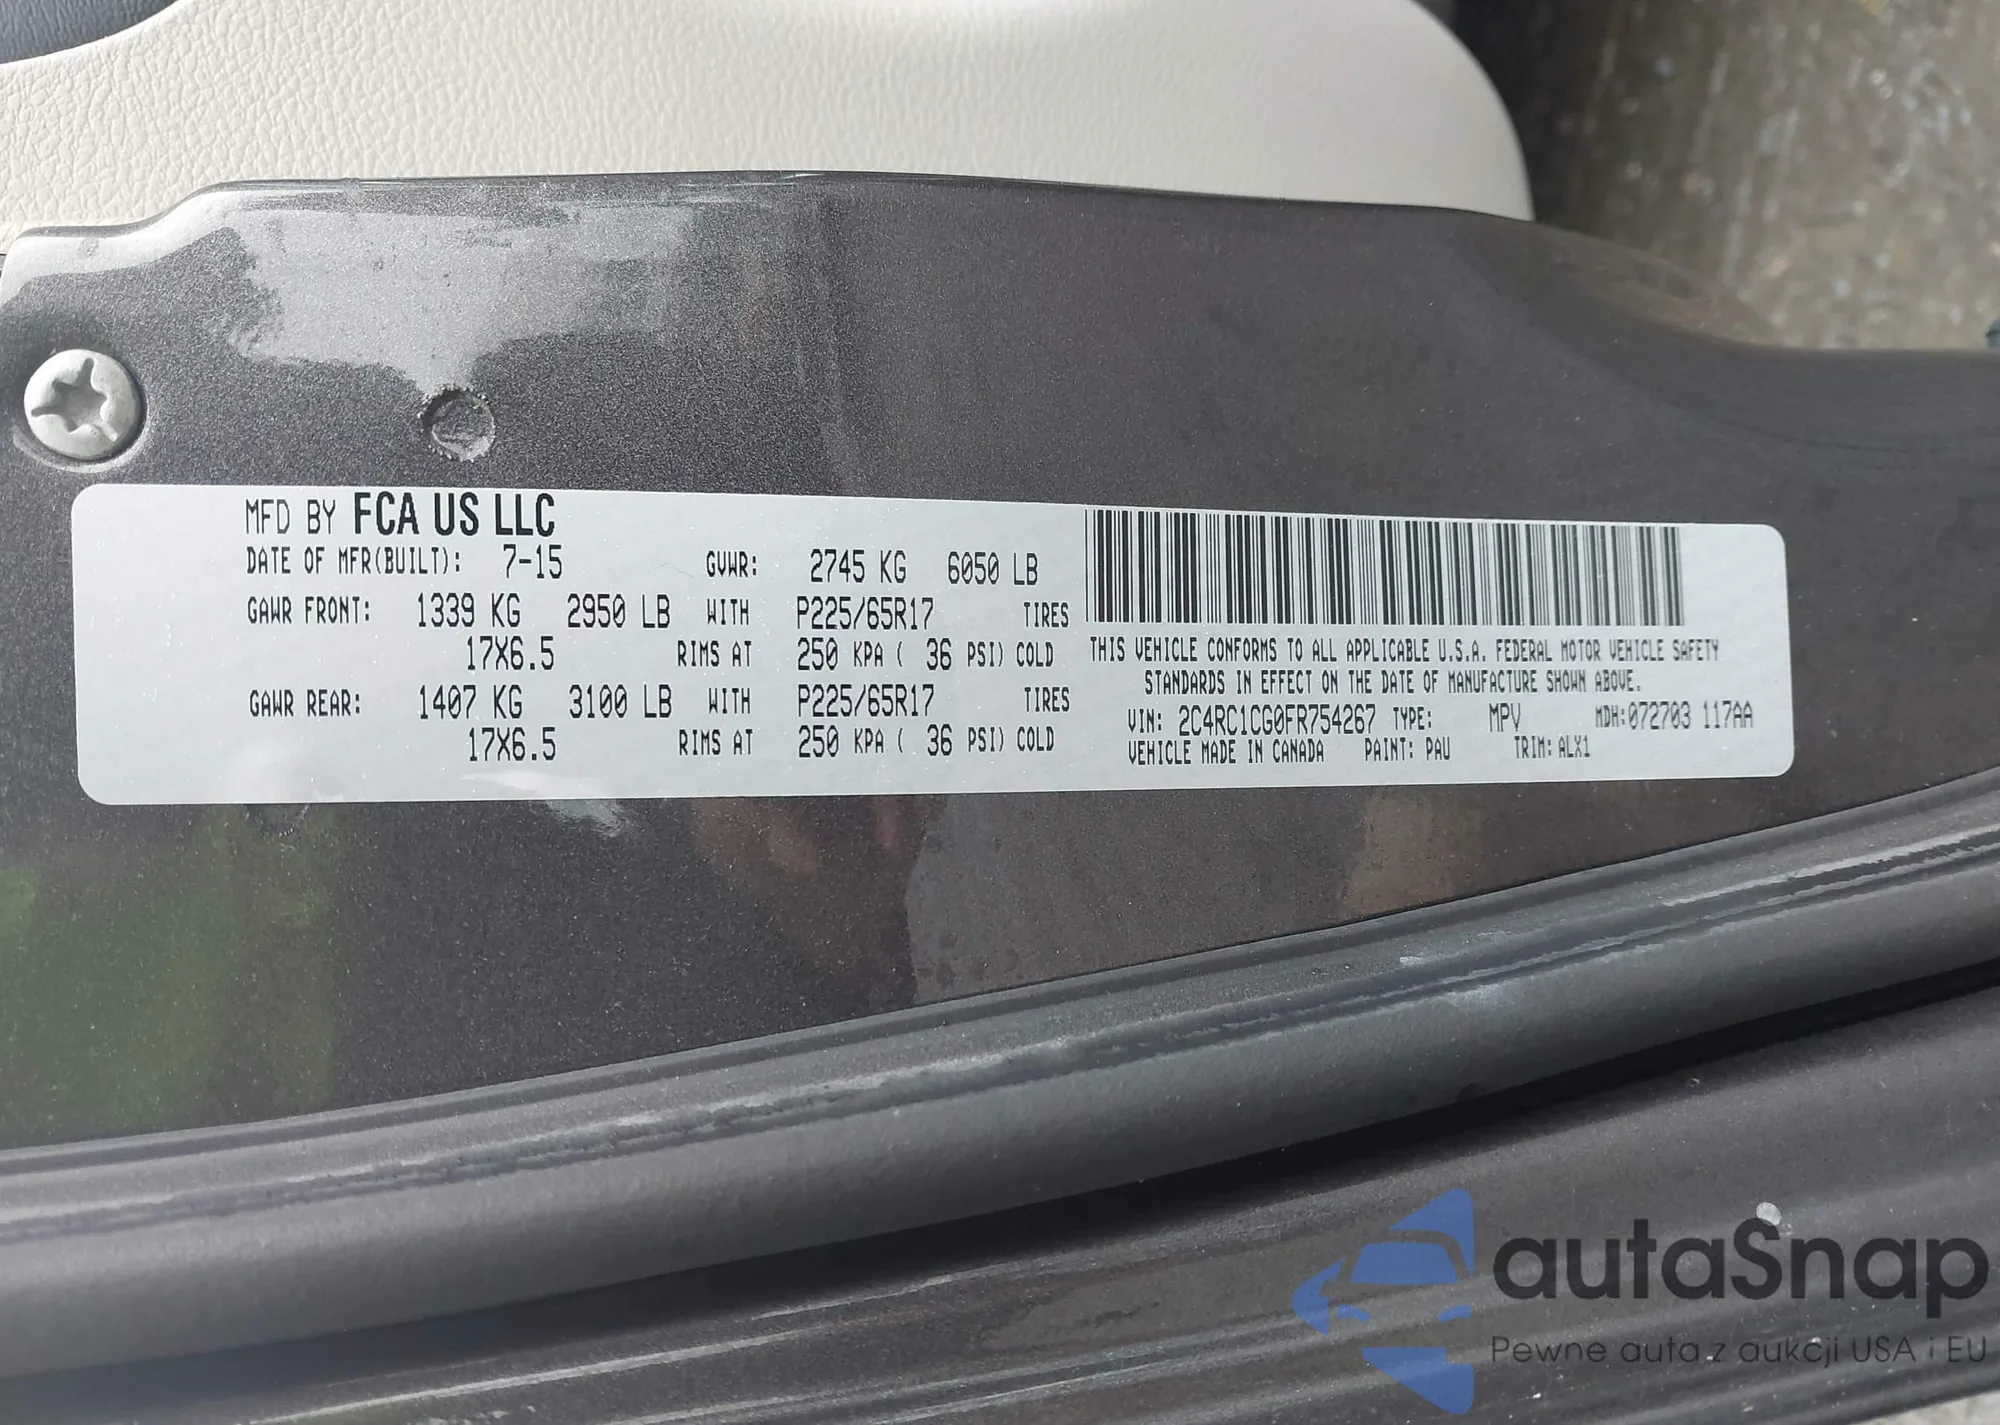 MFD BY FCA US LLC
DATE OF MFR(BUILT): 7-15 GVWR: 2745 KG 6050 LB
GAWR FRONT: 1339 KG 2950 LB WITH P225/65R17 TIRES
17X6.5 RIMS AT 250 KPA ( 36 PSI) COLD
GAWR REAR: 1407 KG 3100 LB WITH P225/65R17 TIRES
17X6.5 RIMS AT 250 KPA ( 36 PSI) COLD
THIS VEHICLE CONFORMS TO ALL APPLICABLE U.S.A. FEDERAL MOTOR VEHICLE SAFETY
STANDARDS IN EFFECT ON THE DATE OF MANUFACTURE SHOWN ABOVE.
VIN: 2C4RC1CG0FR754267 TYPE: MPV MDH:072703 117AA
VEHICLE MADE IN CANADA PAINT: PAU TRIM: ALX1
autaSnap
Pewne auta z aukcji USA i EU